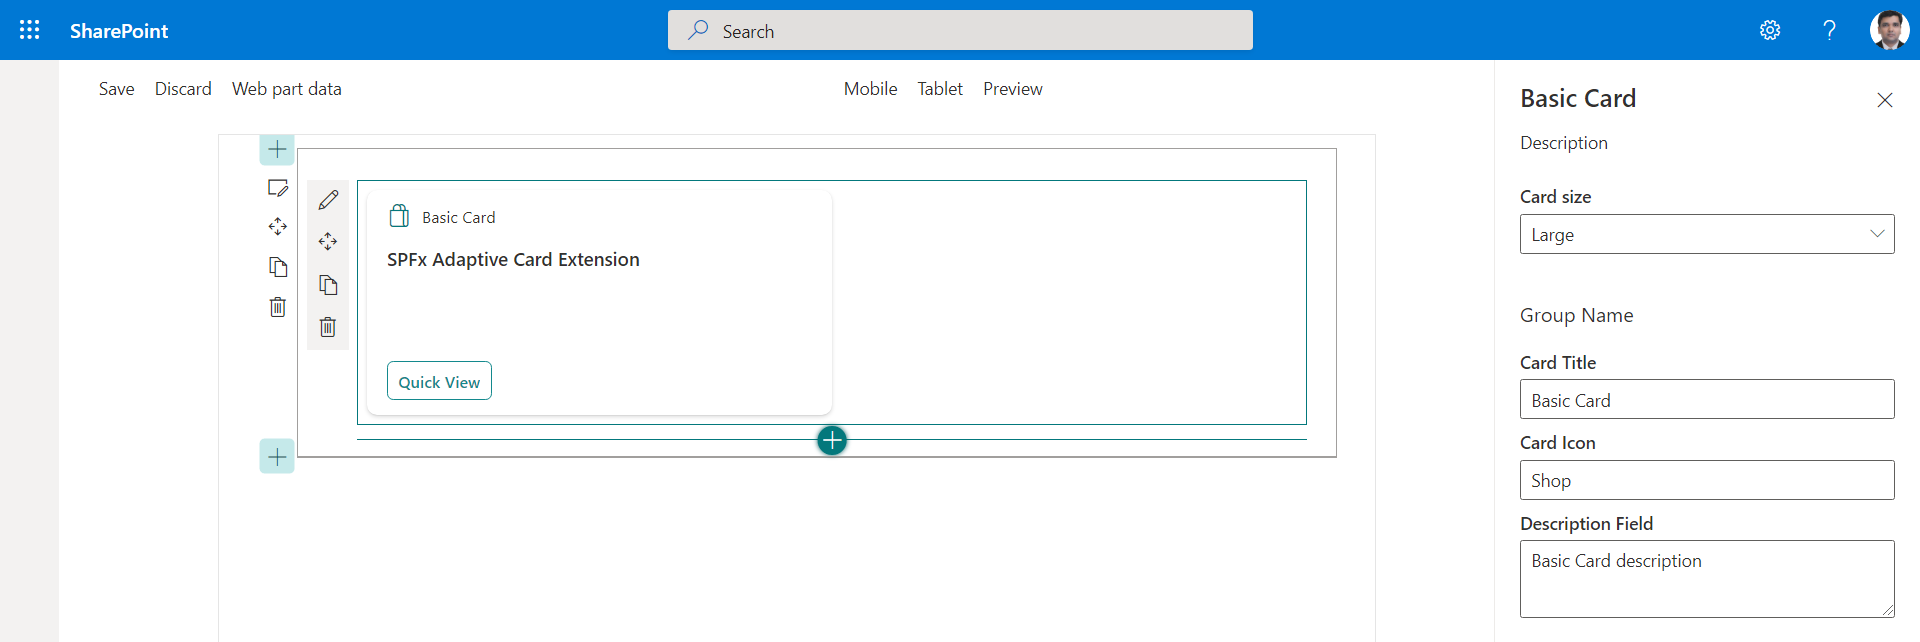 SharePoint
Search
?
Save Discard Web part data
Mobile Tablet Preview
Basic Card
SPFx Adaptive Card Extension
Quick View
Basic Card
Description
Card size
Large
Group Name
Card Title
Basic Card
Card Icon
Shop
Description Field
Basic Card description